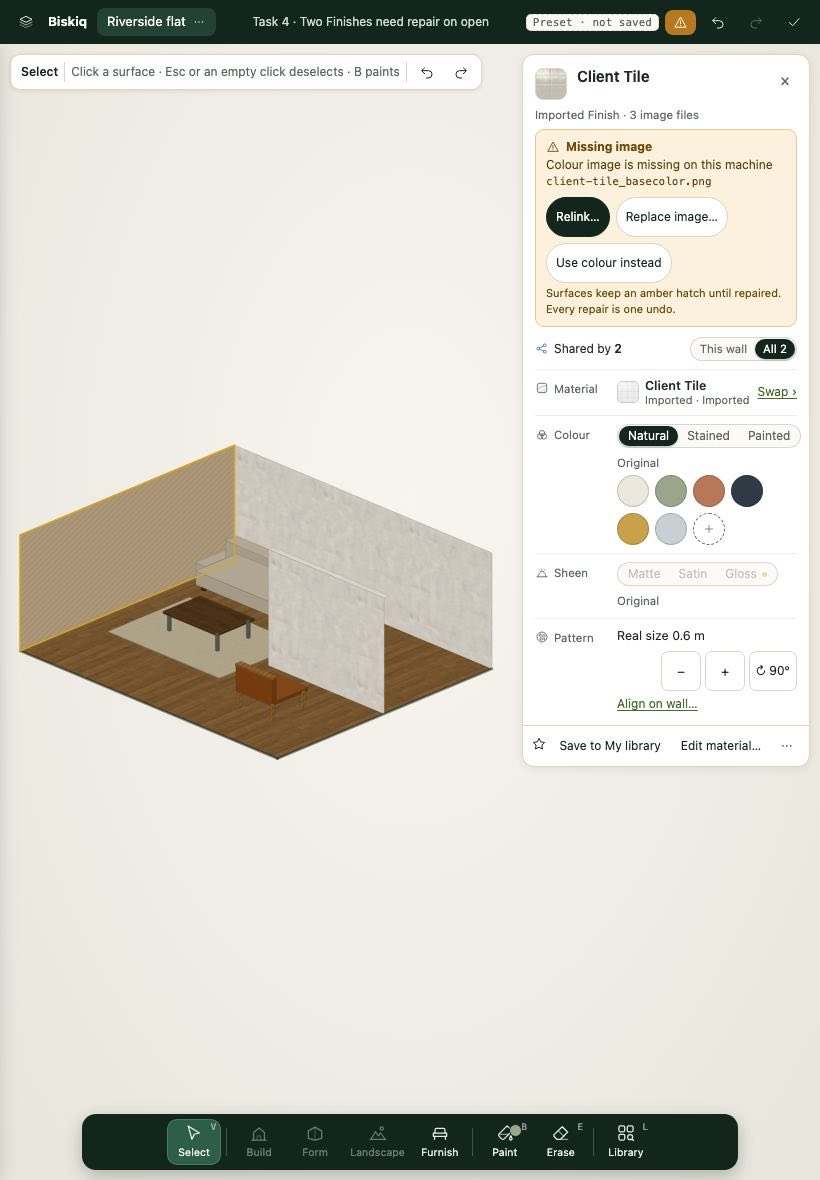 Biskiq
Riverside flat ···
Task 4 · Two Finishes need repair on open
Preset · not saved
Select
Click a surface · Esc or an empty click deselects · B paints
Client Tile
Imported Finish · 3 image files
Missing image
Colour image is missing on this machine
client-tile_basecolor.png
Relink…
Replace image…
Use colour instead
Surfaces keep an amber hatch until repaired.
Every repair is one undo.
Shared by 2
This wall
All 2
Material
Client Tile
Imported · Imported
Swap ›
Colour
Natural
Stained
Painted
Original
+
Sheen
Matte
Satin
Gloss
Original
Pattern
Real size 0.6 m
−
+
↻ 90°
Align on wall…
Save to My library
Edit material…
···
Select V
Build
Form
Landscape
Furnish
Paint B
Erase E
Library L